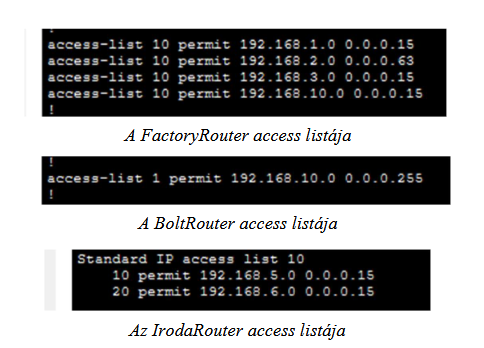 !
access-list 10 permit 192.168.1.0 0.0.0.15
access-list 10 permit 192.168.2.0 0.0.0.63
access-list 10 permit 192.168.3.0 0.0.0.15
access-list 10 permit 192.168.10.0 0.0.0.15
!
A FactoryRouter access listája
!
access-list 1 permit 192.168.10.0 0.0.0.255
!
A BoltRouter access listája
Standard IP access list 10
10 permit 192.168.5.0 0.0.0.15
20 permit 192.168.6.0 0.0.0.15
Az IrodaRouter access listája